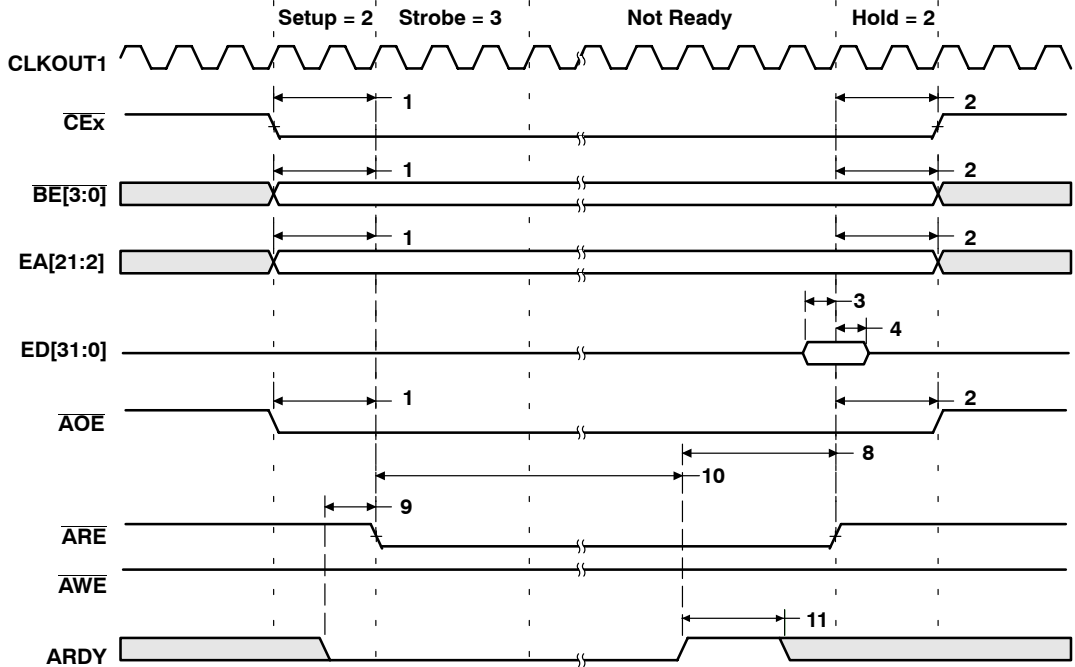 Setup = 2 Strobe = 3 Not Ready Hold = 2
CLKOUT1
CEx 1 2
BE[3:0] 1 2
EA[21:2] 1 2
3
4
ED[31:0]
AOE 1 2
8
10
9
ARE
AWE
11
ARDY